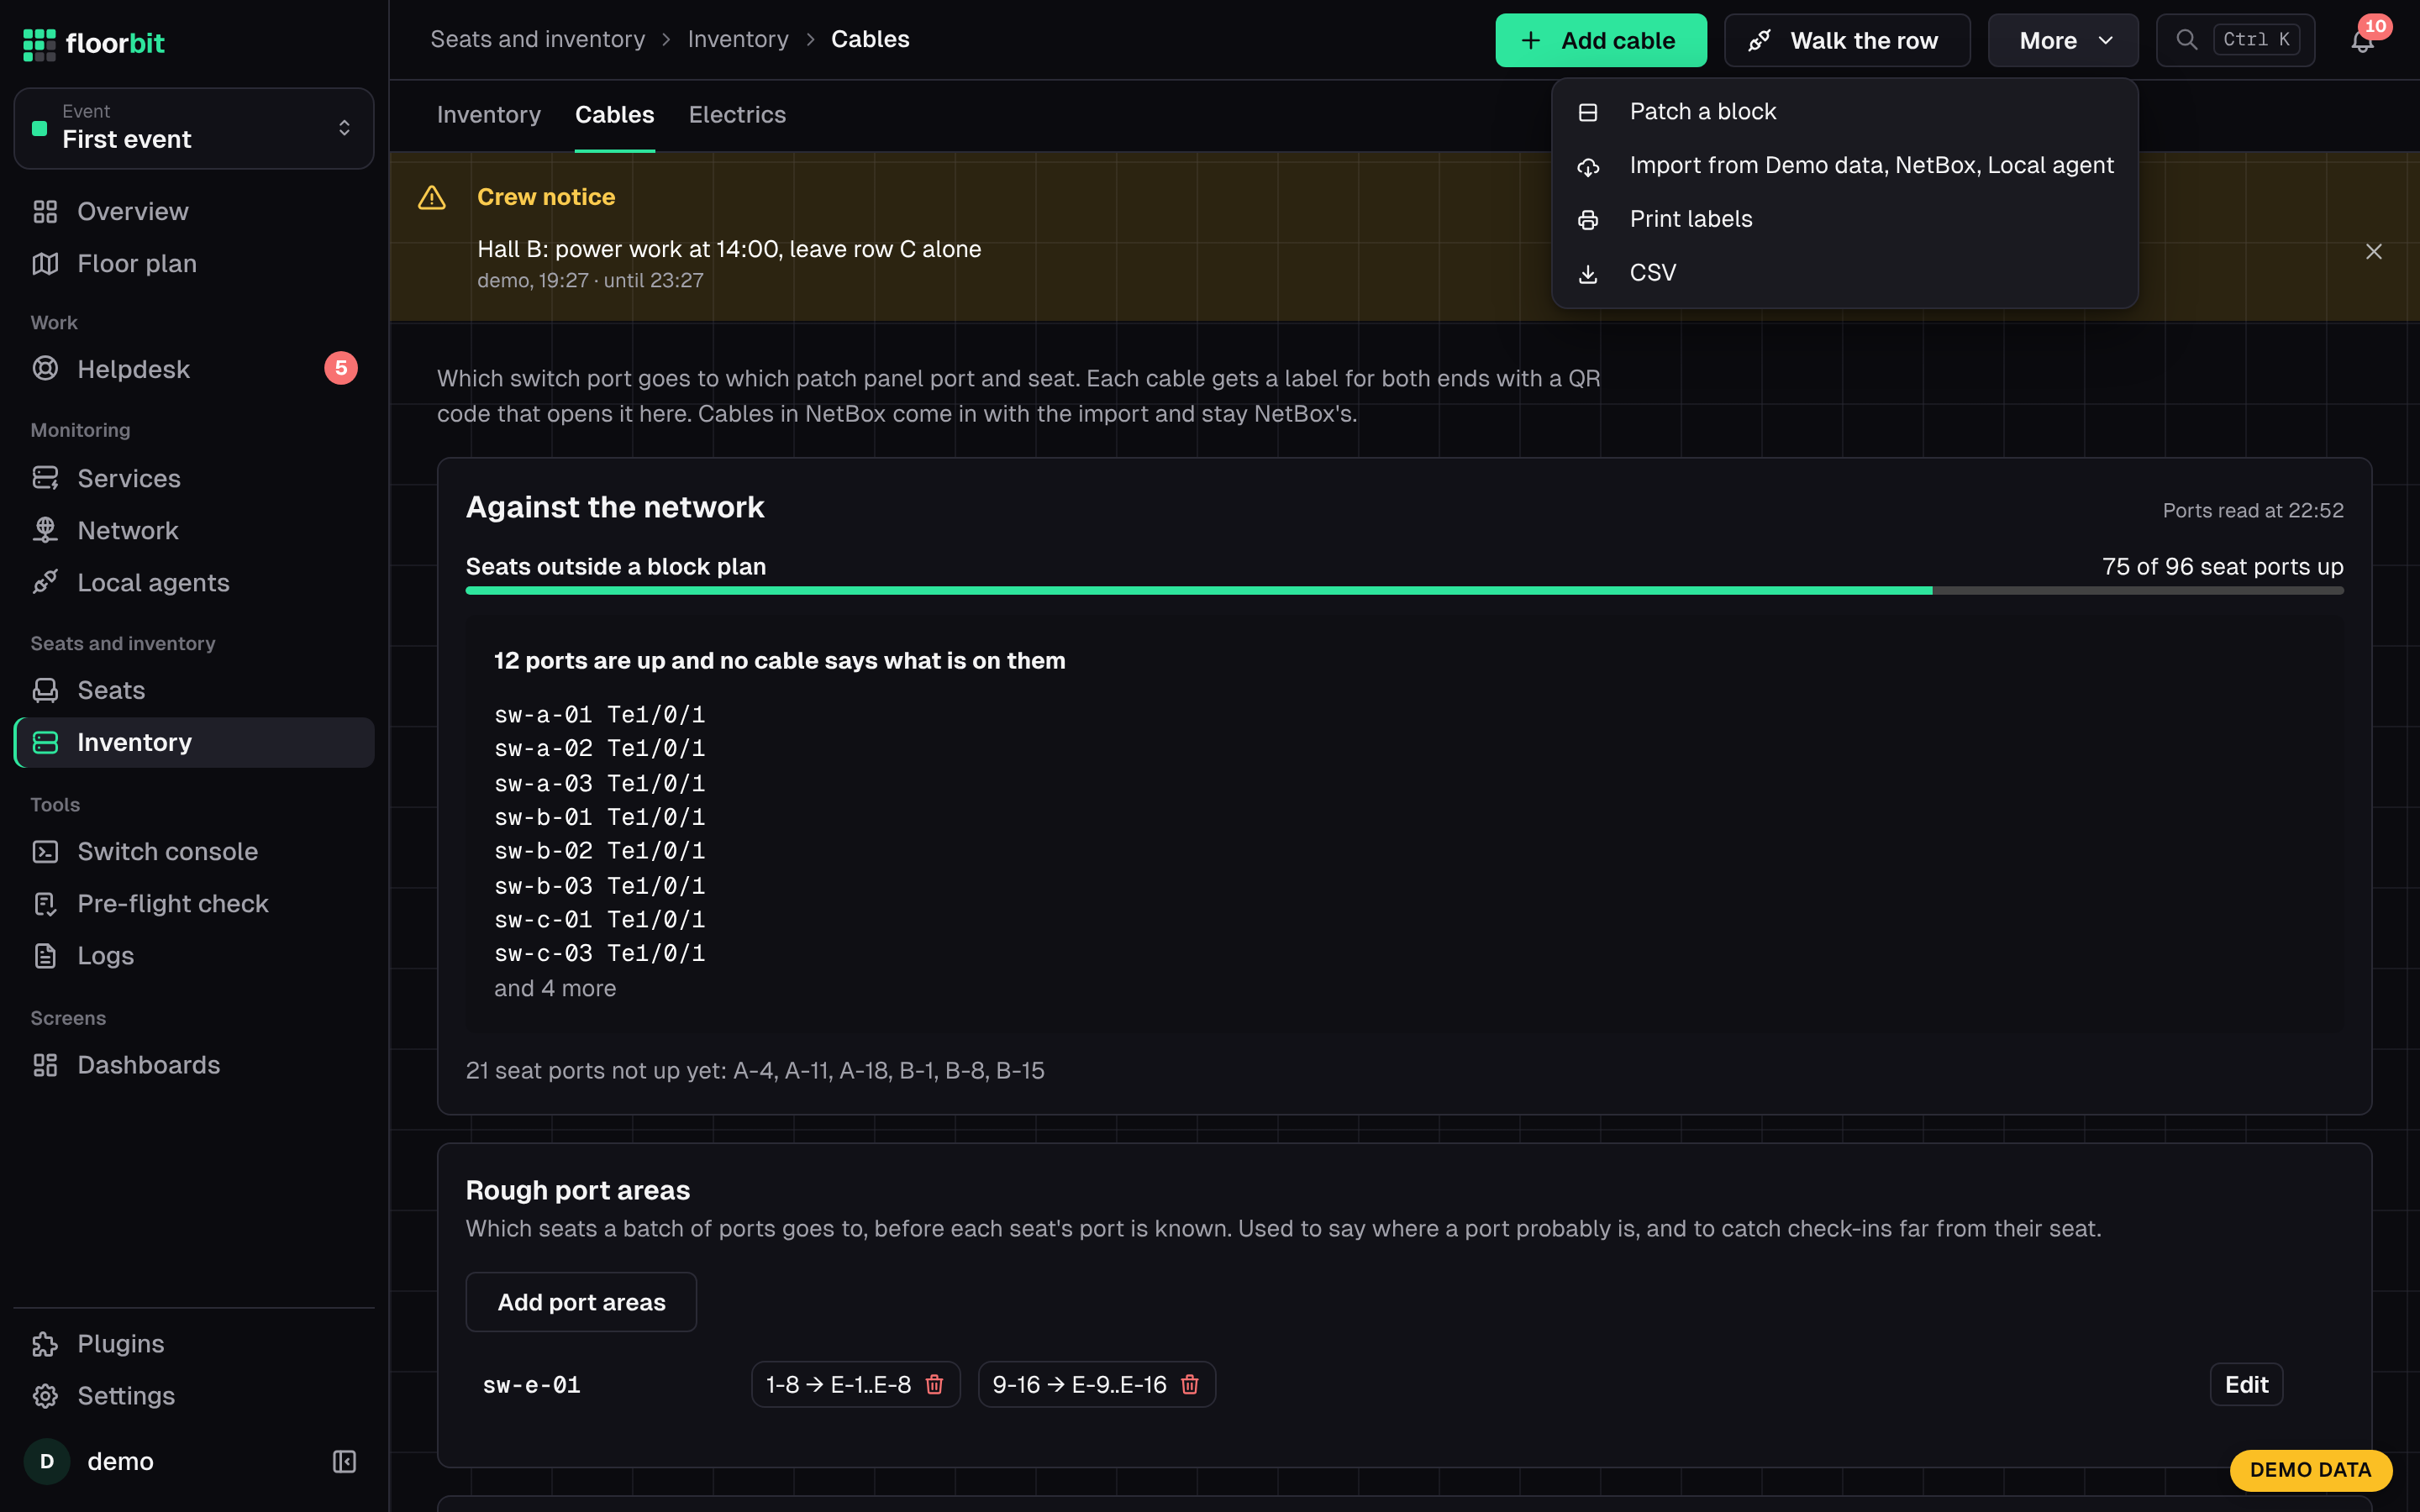 floorbit
Event
First event
Overview
Floor plan
Work
Helpdesk 5
Monitoring
Services
Network
Local agents
Seats and inventory
Seats
Inventory
Tools
Switch console
Pre-flight check
Logs
Screens
Dashboards
Plugins
Settings
D demo
Seats and inventory > Inventory > Cables
+ Add cable
Walk the row
More
Ctrl K
10
Inventory Cables Electrics
Patch a block
Import from Demo data, NetBox, Local agent
Print labels
CSV
Crew notice
Hall B: power work at 14:00, leave row C alone
demo, 19:27 · until 23:27
Which switch port goes to which patch panel port and seat. Each cable gets a label for both ends with a QR
code that opens it here. Cables in NetBox come in with the import and stay NetBox's.
Against the network
Ports read at 22:52
Seats outside a block plan
75 of 96 seat ports up
12 ports are up and no cable says what is on them
sw-a-01 Te1/0/1
sw-a-02 Te1/0/1
sw-a-03 Te1/0/1
sw-b-01 Te1/0/1
sw-b-02 Te1/0/1
sw-b-03 Te1/0/1
sw-c-01 Te1/0/1
sw-c-03 Te1/0/1
and 4 more
21 seat ports not up yet: A-4, A-11, A-18, B-1, B-8, B-15
Rough port areas
Which seats a batch of ports goes to, before each seat's port is known. Used to say where a port probably is, and to catch check-ins far from their seat.
Add port areas
sw-e-01
1-8 → E-1..E-8
9-16 → E-9..E-16
Edit
DEMO DATA